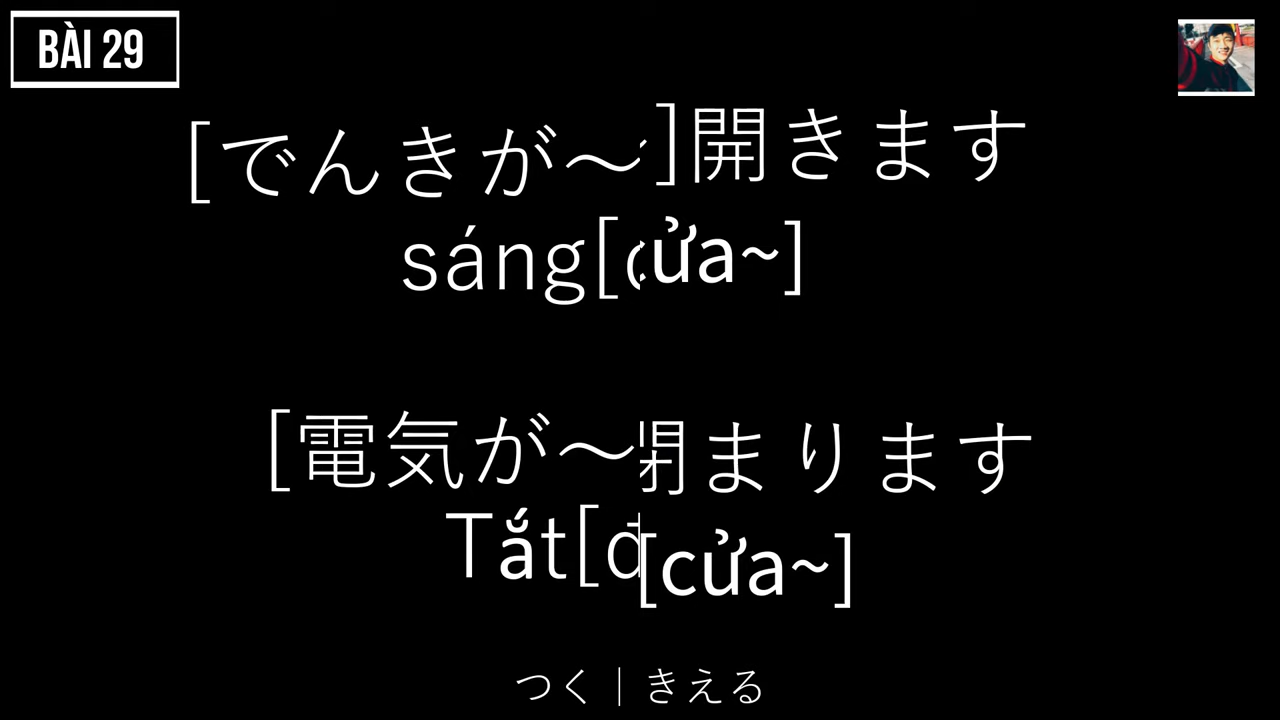 BÀI 29
[でんきが～]開きます
sáng[cửa~]
[電気が～閉まります
Tắt[đ[cửa~]
つく｜きえる